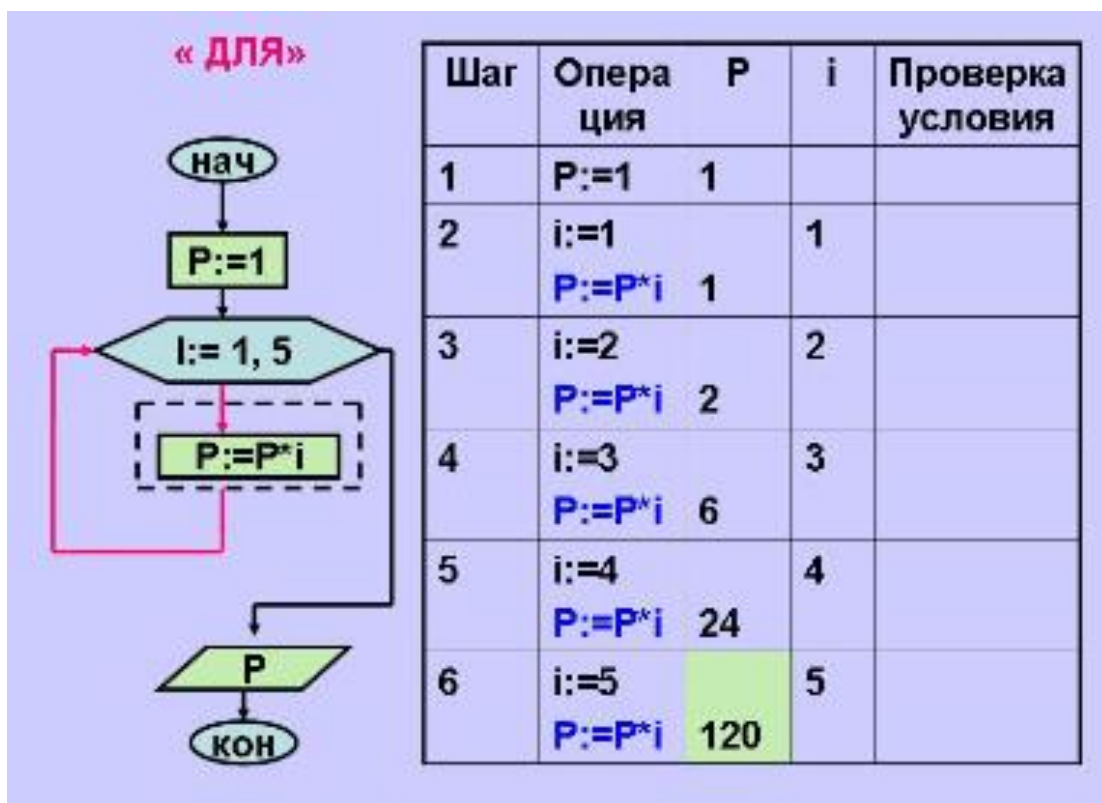 « ДЛЯ»
нач
P:=1
I:= 1, 5
P:=P*i
P
кон
Шаг Опера ция P i Проверка условия
1 P:=1 1
2 i:=1 1
P:=P*i 1
3 i:=2 2
P:=P*i 2
4 i:=3 3
P:=P*i 6
5 i:=4 4
P:=P*i 24
6 i:=5 5
P:=P*i 120